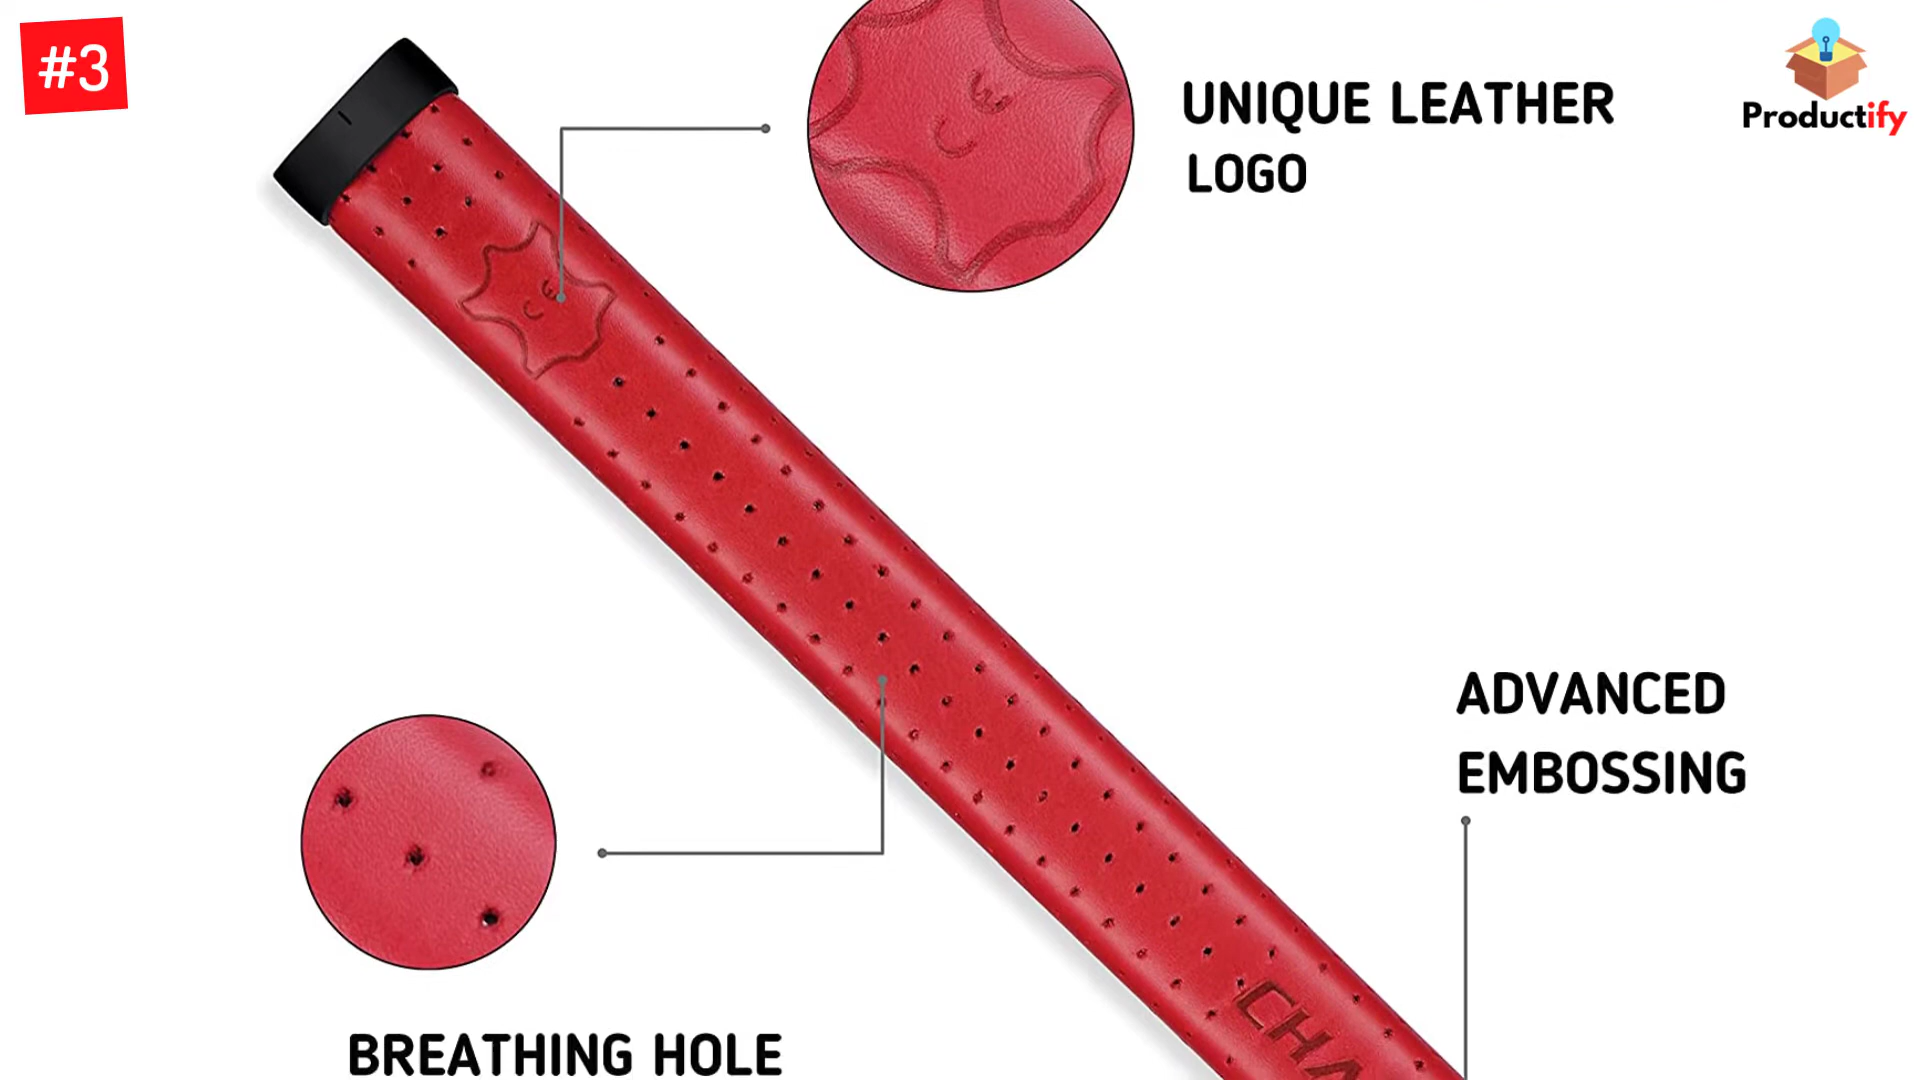 #3
Productify
UNIQUE LEATHER
LOGO
ADVANCED
EMBOSSING
BREATHING HOLE